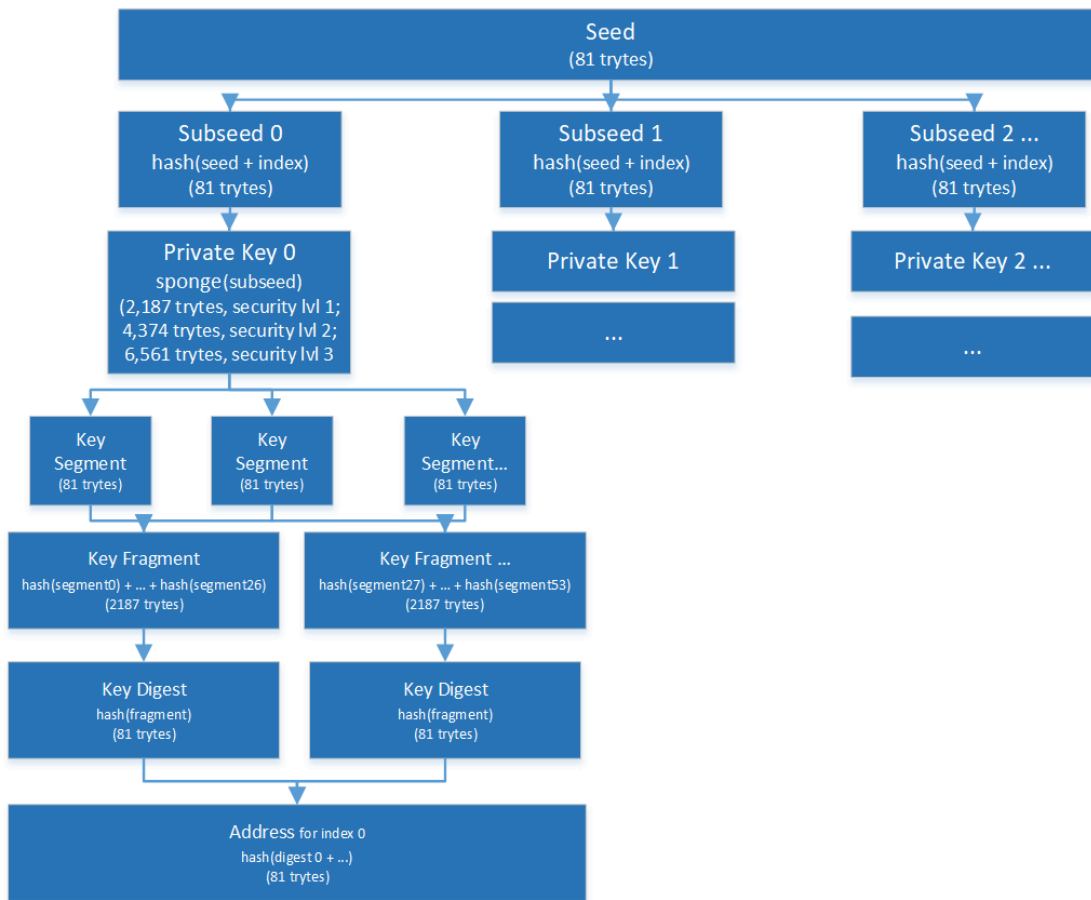 Seed
(81 trytes)
Subseed 0
hash(seed + index)
(81 trytes)
Subseed 1
hash(seed + index)
(81 trytes)
Subseed 2 ...
hash(seed + index)
(81 trytes)
Private Key 0
sponge(subseed)
(2,187 trytes, security lvl 1;
4,374 trytes, security lvl 2;
6,561 trytes, security lvl 3
Private Key 1
Private Key 2 ...
...
...
Key
Segment
(81 trytes)
Key
Segment
(81 trytes)
Key
Segment...
(81 trytes)
Key Fragment
hash(segment0) + ... + hash(segment26)
(2187 trytes)
Key Fragment ...
hash(segment27) + ... + hash(segment53)
(2187 trytes)
Key Digest
hash(fragment)
(81 trytes)
Key Digest
hash(fragment)
(81 trytes)
Address for index 0
hash(digest 0 + ...)
(81 trytes)